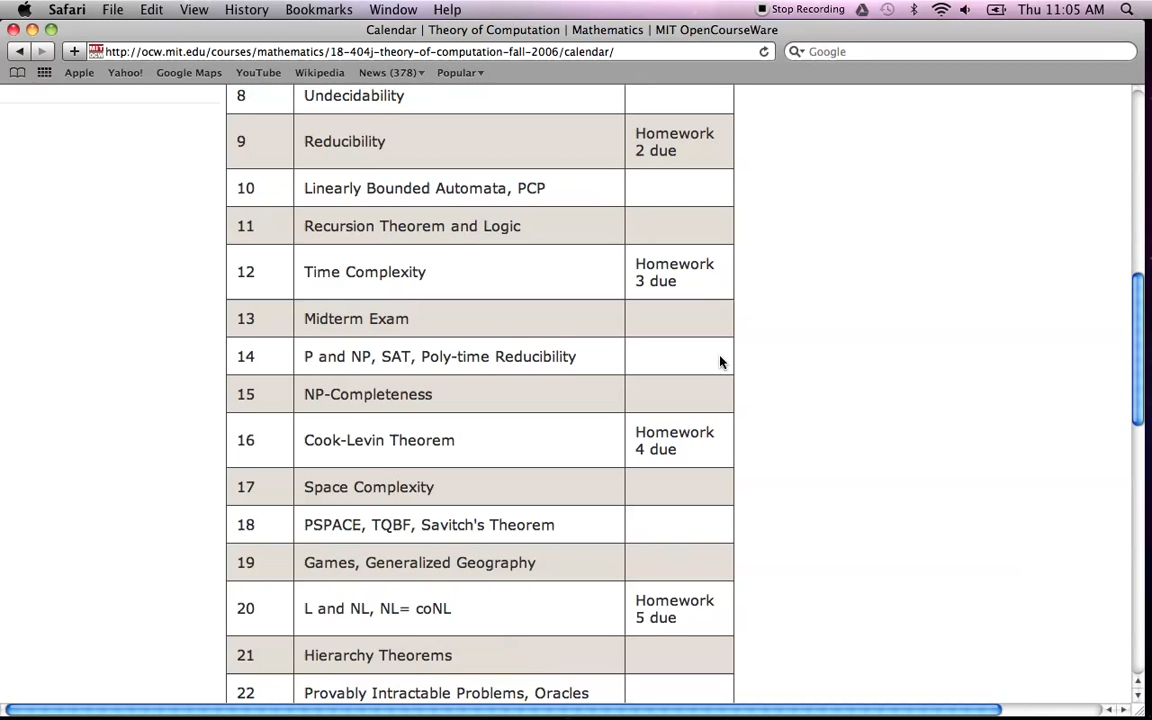 Safari File Edit View History Bookmarks Window Help Stop Recording Thu 11:05 AM
Calendar | Theory of Computation | Mathematics | MIT OpenCourseWare
http://ocw.mit.edu/courses/mathematics/18-404j-theory-of-computation-fall-2006/calendar/ Google
Apple Yahoo! Google Maps YouTube Wikipedia News (378) Popular
8 Undecidability
9 Reducibility Homework
2 due
10 Linearly Bounded Automata, PCP
11 Recursion Theorem and Logic
12 Time Complexity Homework
3 due
13 Midterm Exam
14 P and NP, SAT, Poly-time Reducibility
15 NP-Completeness
16 Cook-Levin Theorem Homework
4 due
17 Space Complexity
18 PSPACE, TQBF, Savitch's Theorem
19 Games, Generalized Geography
20 L and NL, NL= coNL Homework
5 due
21 Hierarchy Theorems
22 Provably Intractable Problems, Oracles